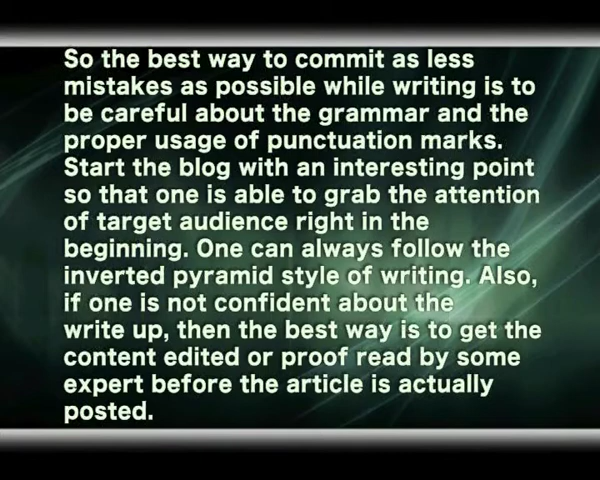 So the best way to commit as less
mistakes as possible while writing is to
be careful about the grammar and the
proper usage of punctuation marks.
Start the blog with an interesting point
so that one is able to grab the attention
of target audience right in the
beginning. One can always follow the
inverted pyramid style of writing. Also,
if one is not confident about the
write up, then the best way is to get the
content edited or proof read by some
expert before the article is actually
posted.